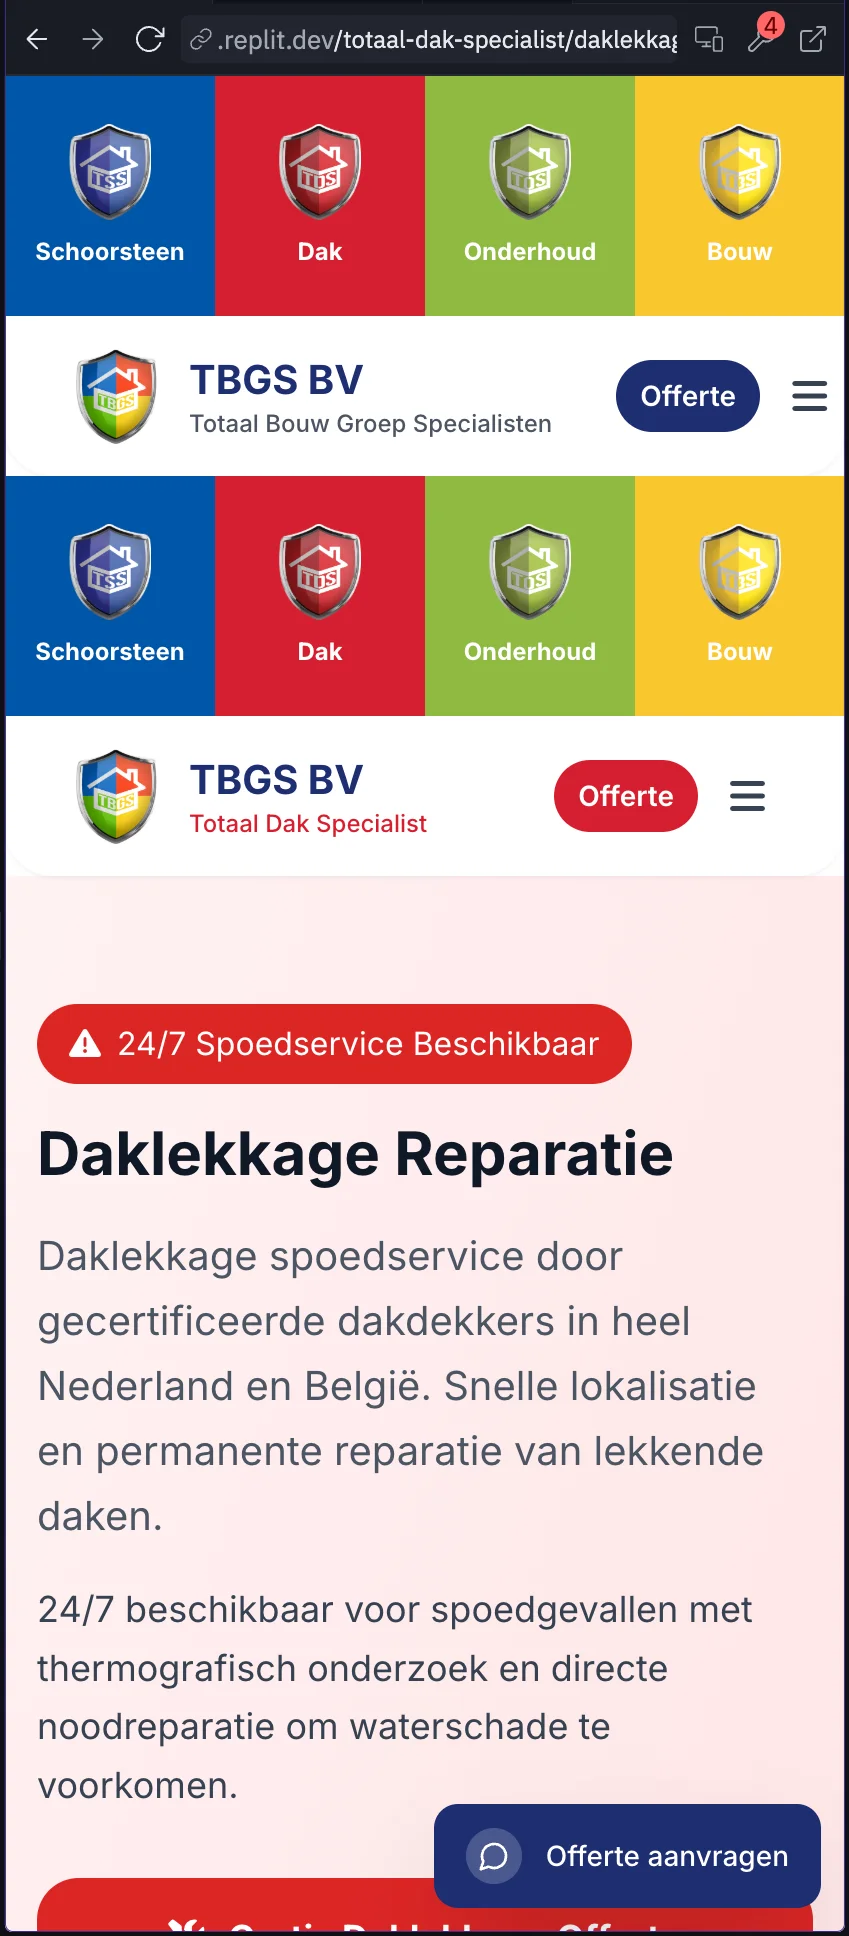 .replit.dev/totaal-dak-specialist/daklekkag
4
TSS
TDS
TOS
TBS
Schoorsteen
Dak
Onderhoud
Bouw
TBGS
TBGS BV
Totaal Bouw Groep Specialisten
Offerte
TSS
TDS
TOS
TBS
Schoorsteen
Dak
Onderhoud
Bouw
TBGS
TBGS BV
Totaal Dak Specialist
Offerte
24/7 Spoedservice Beschikbaar
Daklekkage Reparatie
Daklekkage spoedservice door
gecertificeerde dakdekkers in heel
Nederland en België. Snelle lokalisatie
en permanente reparatie van lekkende
daken.
24/7 beschikbaar voor spoedgevallen met
thermografisch onderzoek en directe
noodreparatie om waterschade te
voorkomen.
Offerte aanvragen